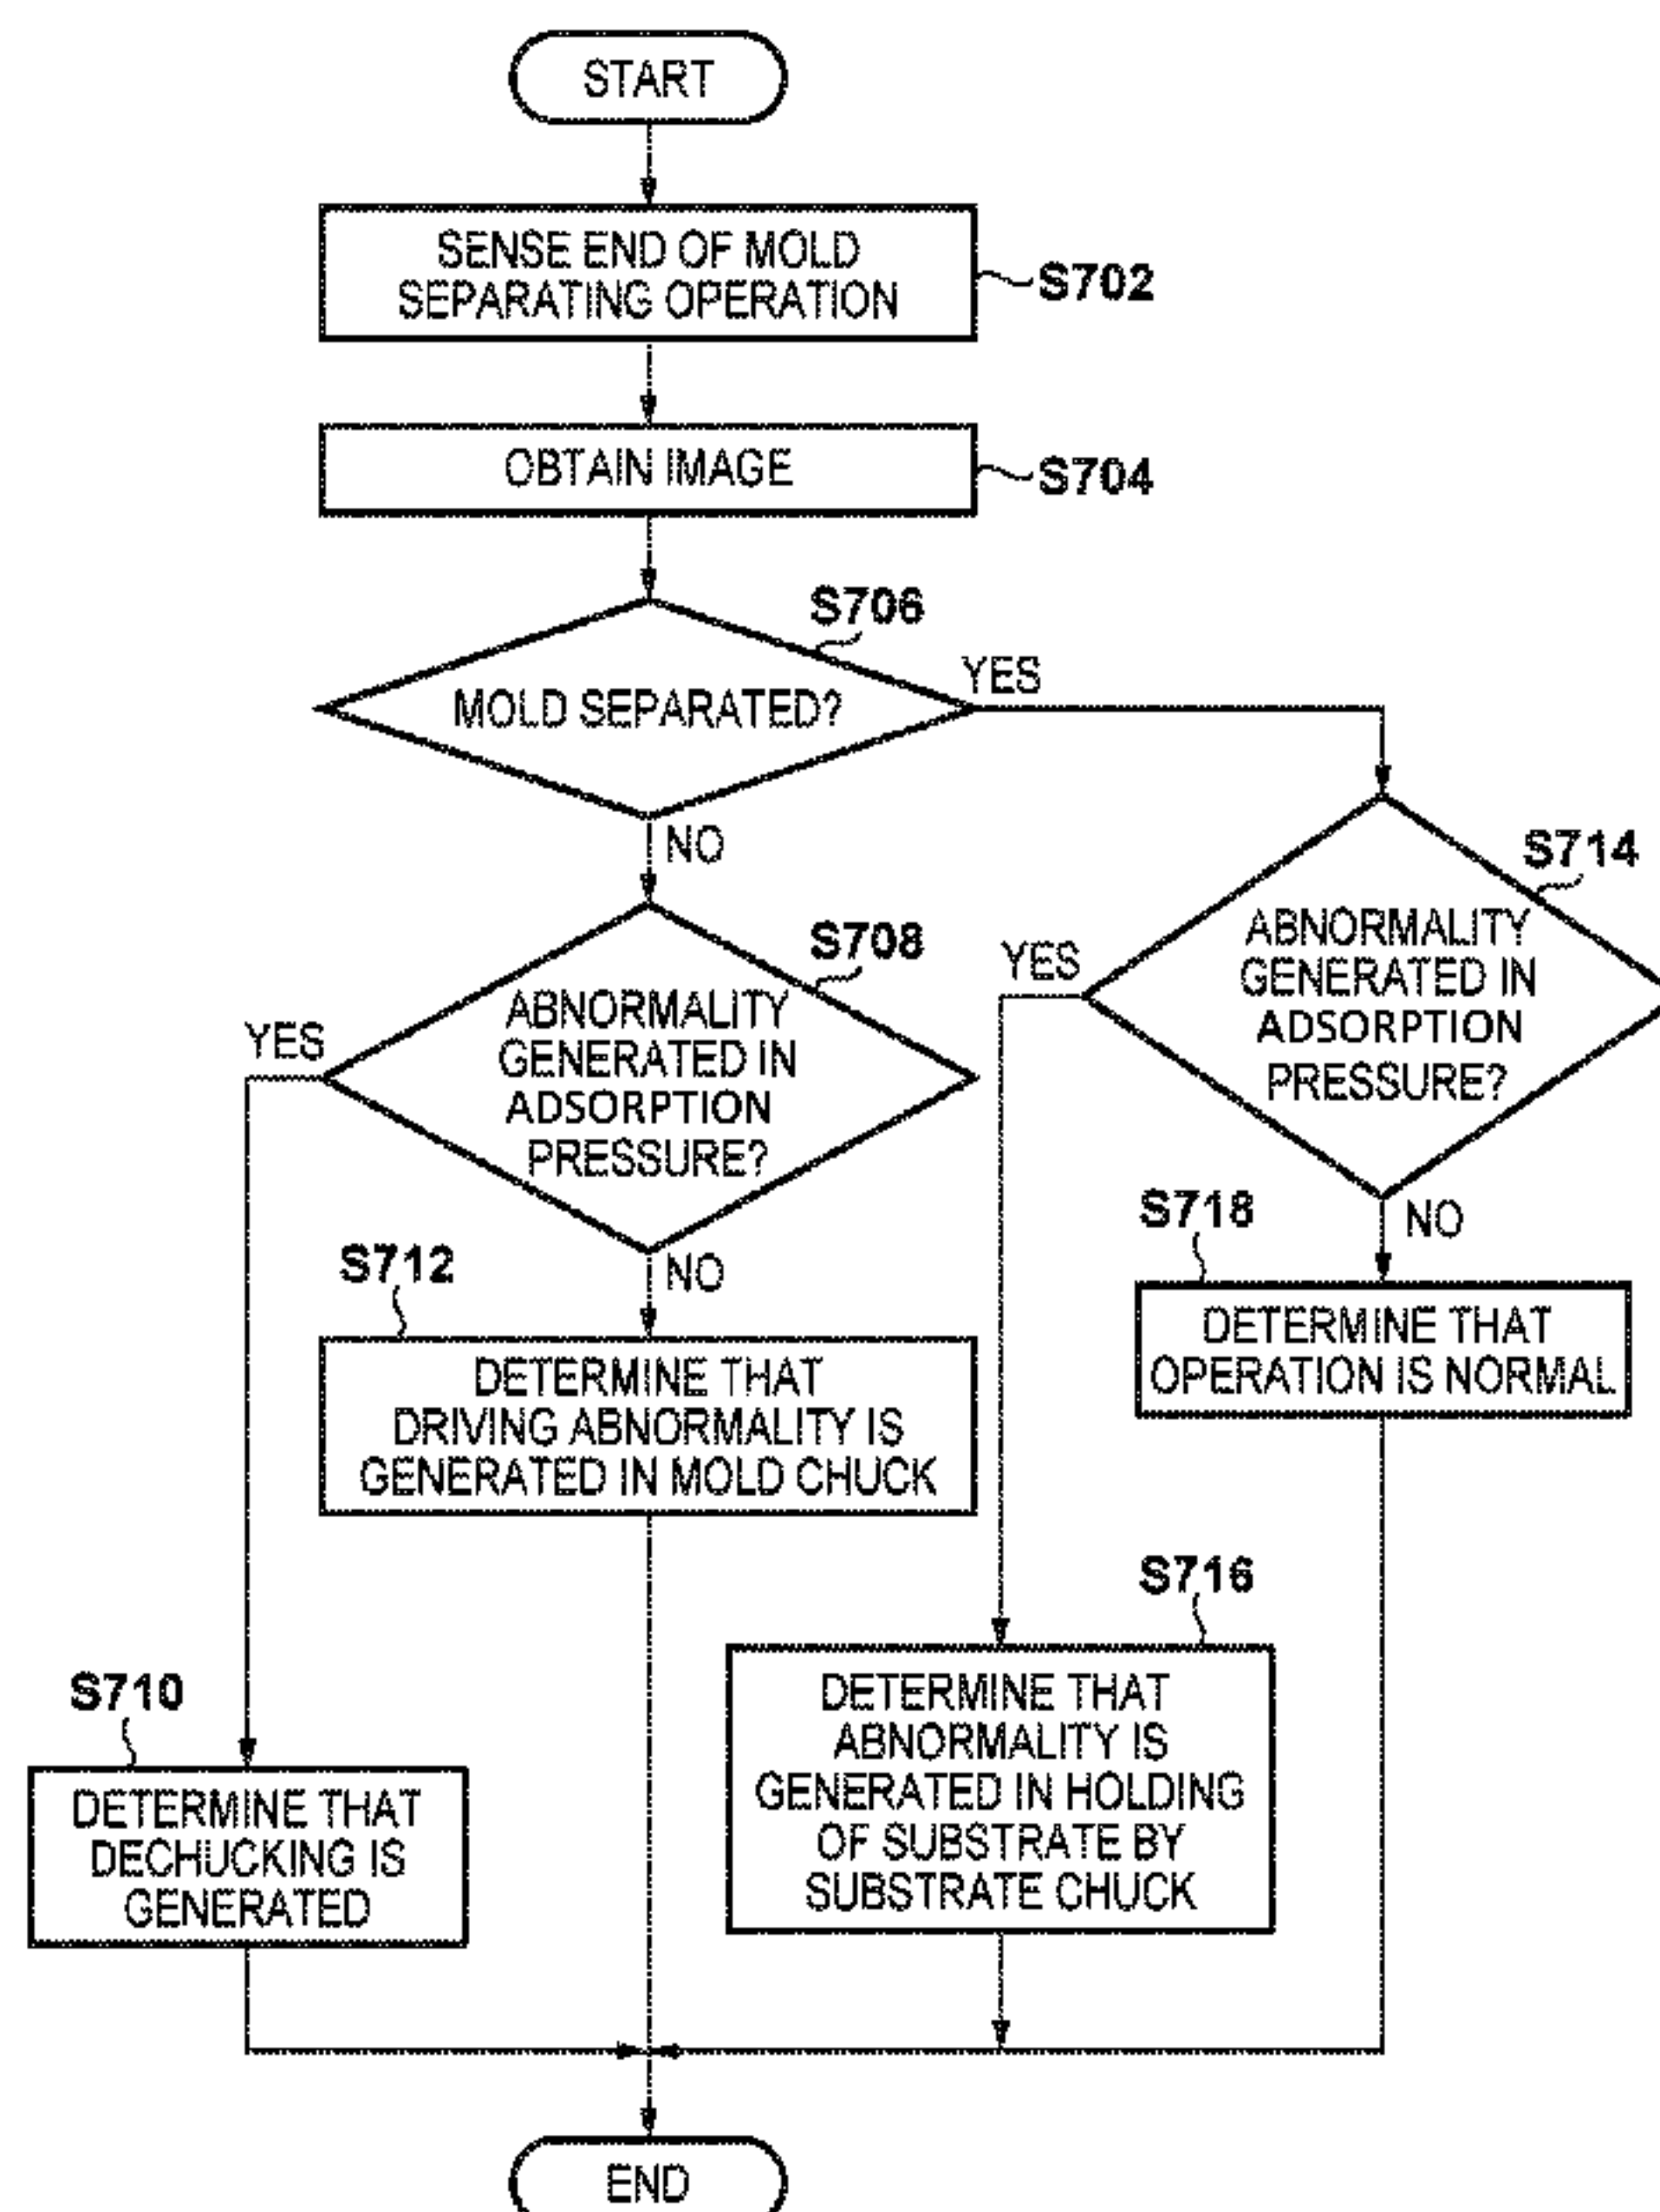 START
SENSE END OF MOLD
SEPARATING OPERATION
S702
OBTAIN IMAGE
S704
S706
MOLD SEPARATED?
YES
NO
S708
ABNORMALITY
GENERATED IN
ADSORPTION
PRESSURE?
YES
NO
S714
ABNORMALITY
GENERATED IN
ADSORPTION
PRESSURE?
YES
NO
S712
DETERMINE THAT
DRIVING ABNORMALITY IS
GENERATED IN MOLD CHUCK
S718
DETERMINE THAT
OPERATION IS NORMAL
S710
DETERMINE THAT
DECHUCKING IS
GENERATED
S716
DETERMINE THAT
ABNORMALITY IS
GENERATED IN HOLDING
OF SUBSTRATE BY
SUBSTRATE CHUCK
END